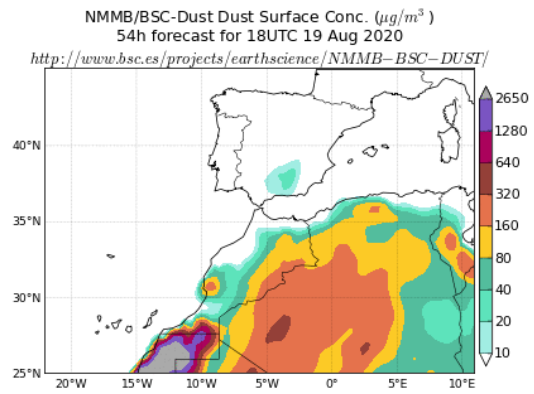 NMMB/BSC-Dust Dust Surface Conc. (μg/m³)
54h forecast for 18UTC 19 Aug 2020
http://www.bsc.es/projects/earthscience/NMMB−BSC−DUST/
2650
1280
640
320
160
80
40
20
10
40°N
35°N
30°N
25°N
20°W 15°W 10°W 5°W 0° 5°E 10°E